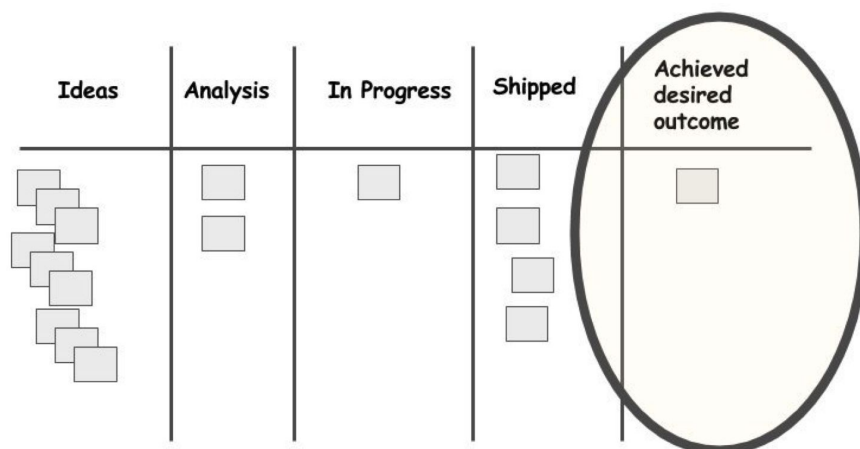 Ideas
Analysis
In Progress
Shipped
Achieved
desired
outcome